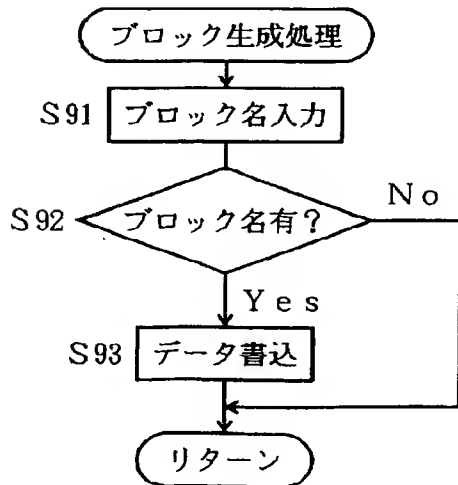 ブロック生成処理
S91 ブロック名入力
No
S92 ブロック名有？
Yes
S93 データ書込
リターン